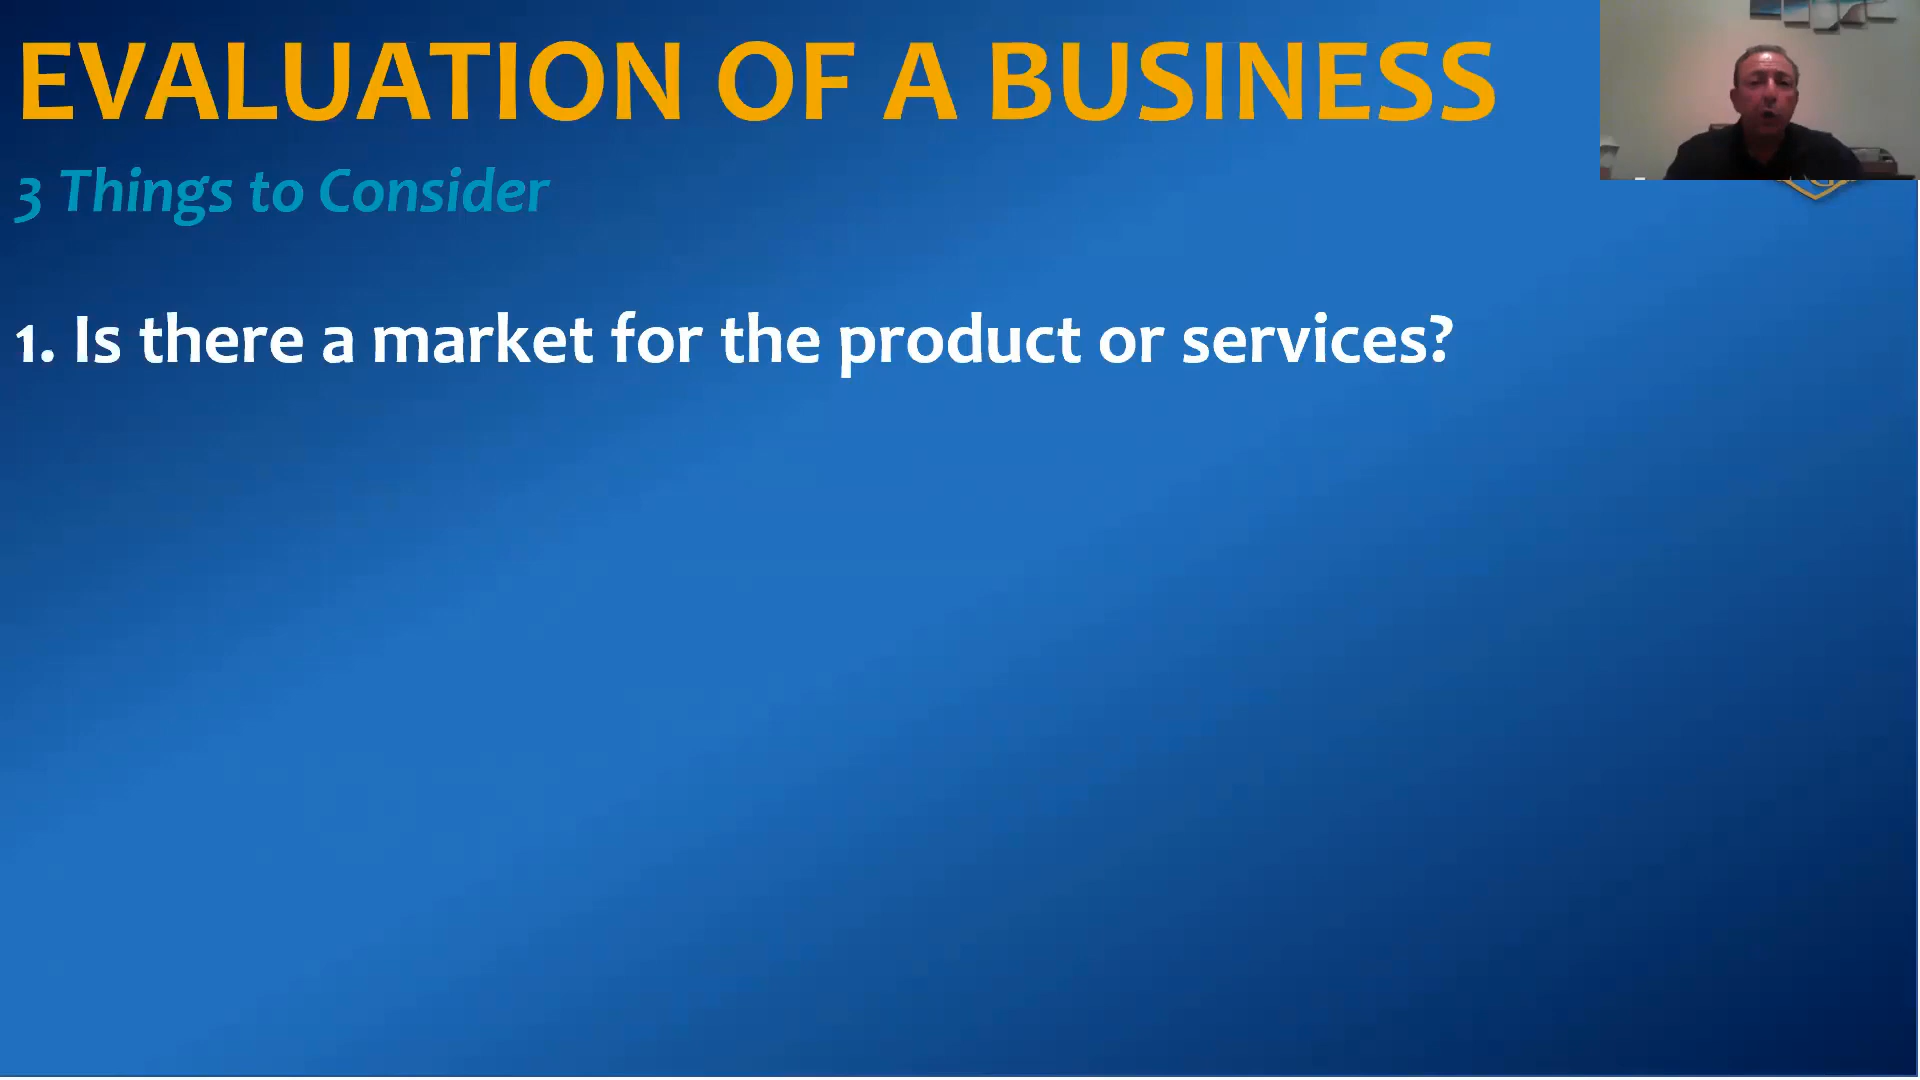 EVALUATION OF A BUSINESS
3 Things to Consider
1. Is there a market for the product or services?